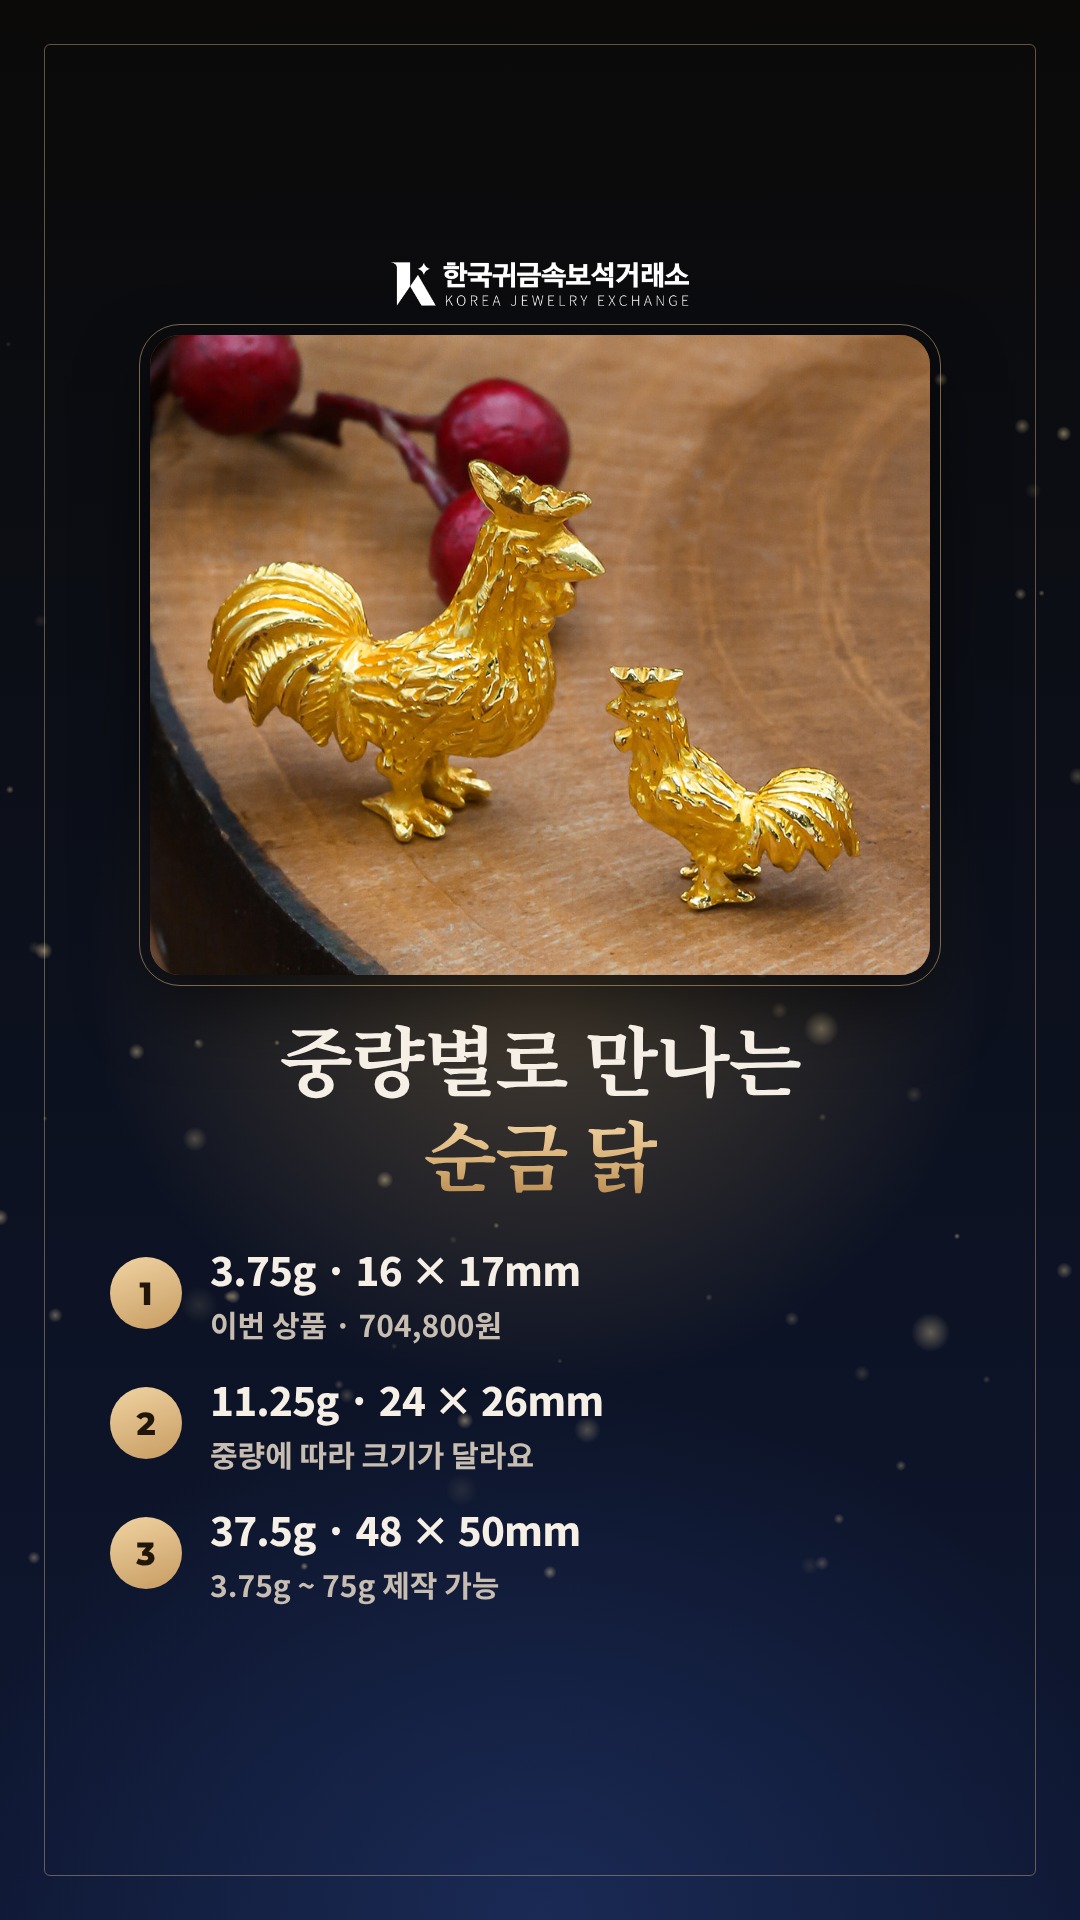 한국귀금속보석거래소
KOREA JEWELRY EXCHANGE
중량별로 만나는
순금 닭
1
3.75g · 16 × 17mm
이번 상품 · 704,800원
2
11.25g · 24 × 26mm
중량에 따라 크기가 달라요
3
37.5g · 48 × 50mm
3.75g ~ 75g 제작 가능